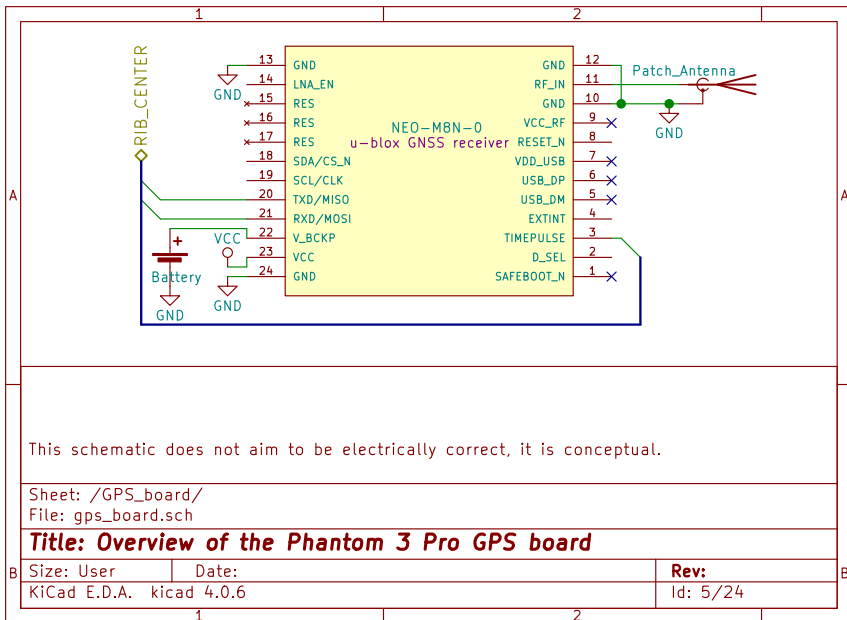 1 2
RIB_CENTER
13 GND
14 LNA_EN
15 RES
16 RES
17 RES
18 SDA/CS_N
19 SCL/CLK
20 TXD/MISO
21 RXD/MOSI
22 V_BCKP
23 VCC
24 GND
GND
VCC
+
Battery
GND
GND
NEO-M8N-0
u-blox GNSS receiver
GND 12
RF_IN 11
GND 10
VCC_RF 9
RESET_N 8
VDD_USB 7
USB_DP 6
USB_DM 5
EXTINT 4
TIMEPULSE 3
D_SEL 2
SAFEBOOT_N 1
Patch_Antenna
GND
A A
This schematic does not aim to be electrically correct, it is conceptual.
Sheet: /GPS_board/
File: gps_board.sch
Title: Overview of the Phantom 3 Pro GPS board
B B
Size: User Date: Rev:
KiCad E.D.A. kicad 4.0.6 Id: 5/24
1 2